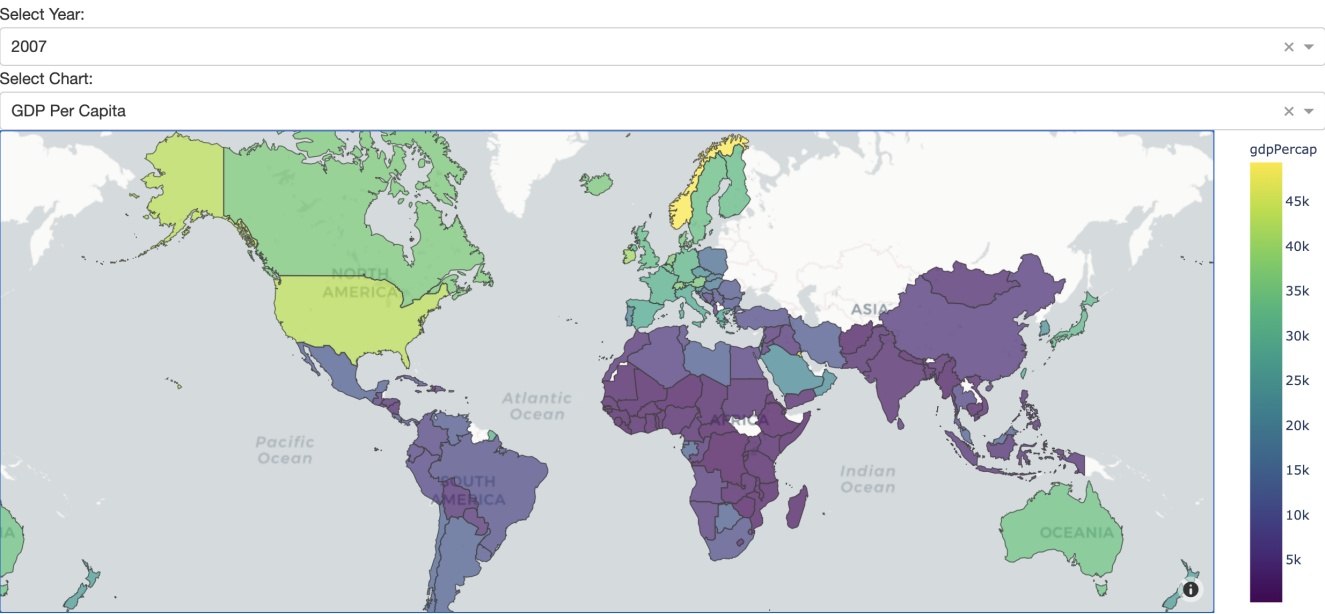 Select Year:
2007
Select Chart:
GDP Per Capita
gdpPercap
45k
40k
35k
30k
25k
20k
15k
10k
5k
NORTH
AMERICA
ASIA
Atlantic
Ocean
AFRICA
Pacific
Ocean
SOUTH
AMERICA
Indian
Ocean
IA
OCEANIA
i